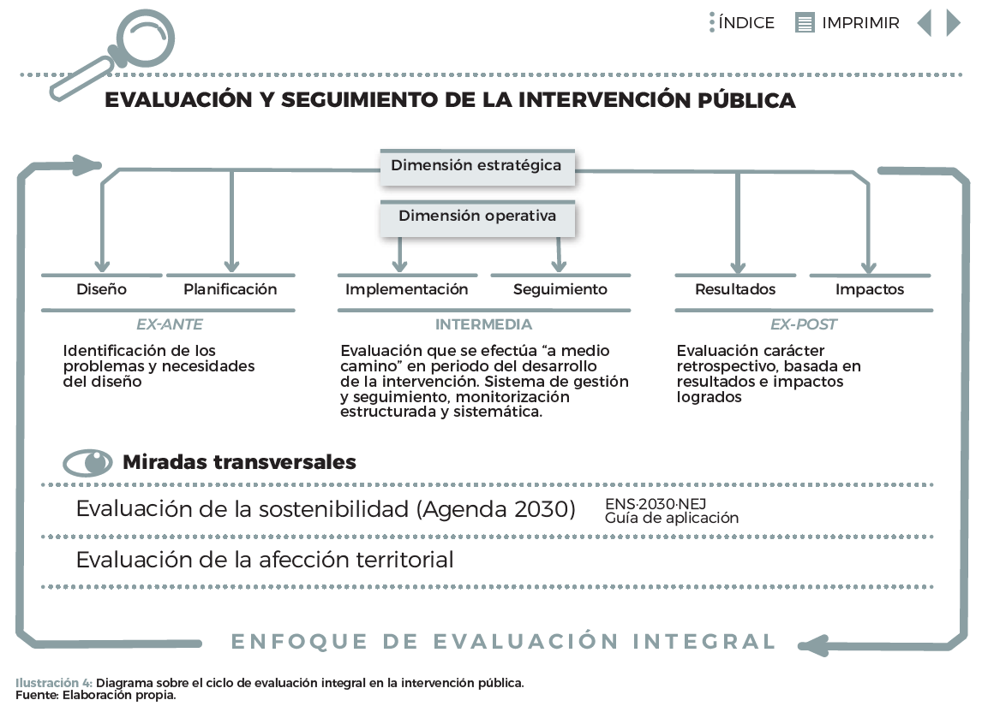 ÍNDICE
IMPRIMIR
EVALUACIÓN Y SEGUIMIENTO DE LA INTERVENCIÓN PÚBLICA
Dimensión estratégica
Dimensión operativa
Diseño
Planificación
Implementación
Seguimiento
Resultados
Impactos
EX-ANTE
INTERMEDIA
EX-POST
Identificación de los
problemas y necesidades
del diseño
Evaluación que se efectúa “a medio
camino” en periodo del desarrollo
de la intervención. Sistema de gestión
y seguimiento, monitorización
estructurada y sistemática.
Evaluación carácter
retrospectivo, basada en
resultados e impactos
logrados
Miradas transversales
Evaluación de la sostenibilidad (Agenda 2030)
ENS·2030·NEJ
Guía de aplicación
Evaluación de la afección territorial
ENFOQUE DE EVALUACIÓN INTEGRAL
Ilustración 4: Diagrama sobre el ciclo de evaluación integral en la intervención pública.
Fuente: Elaboración propia.